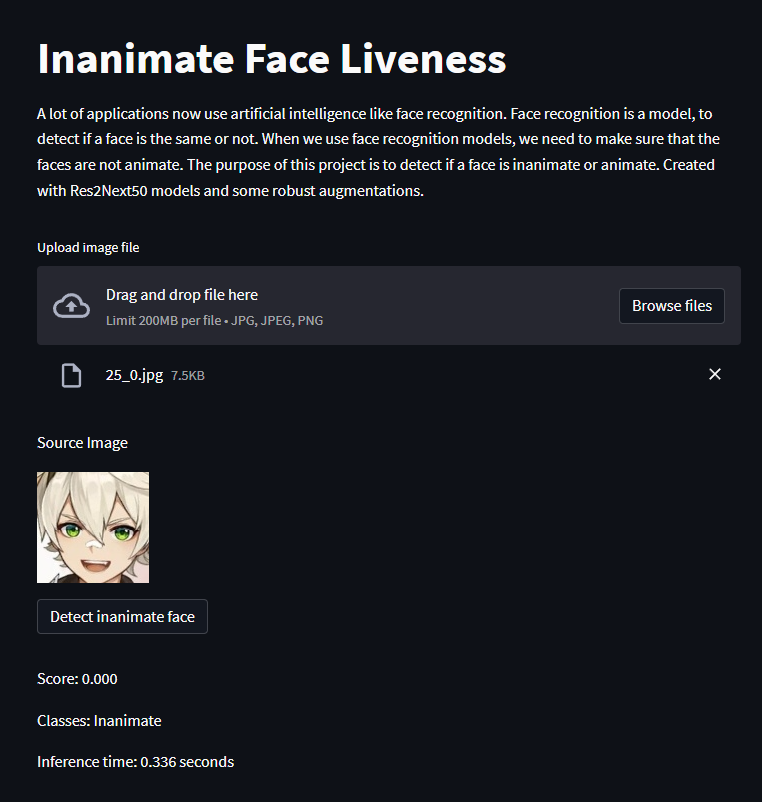 Inanimate Face Liveness
A lot of applications now use artificial intelligence like face recognition. Face recognition is a model, to
detect if a face is the same or not. When we use face recognition models, we need to make sure that the
faces are not animate. The purpose of this project is to detect if a face is inanimate or animate. Created
with Res2Next50 models and some robust augmentations.
Upload image file
Drag and drop file here
Limit 200MB per file • JPG, JPEG, PNG
Browse files
25_0.jpg 7.5KB
Source Image
Detect inanimate face
Score: 0.000
Classes: Inanimate
Inference time: 0.336 seconds